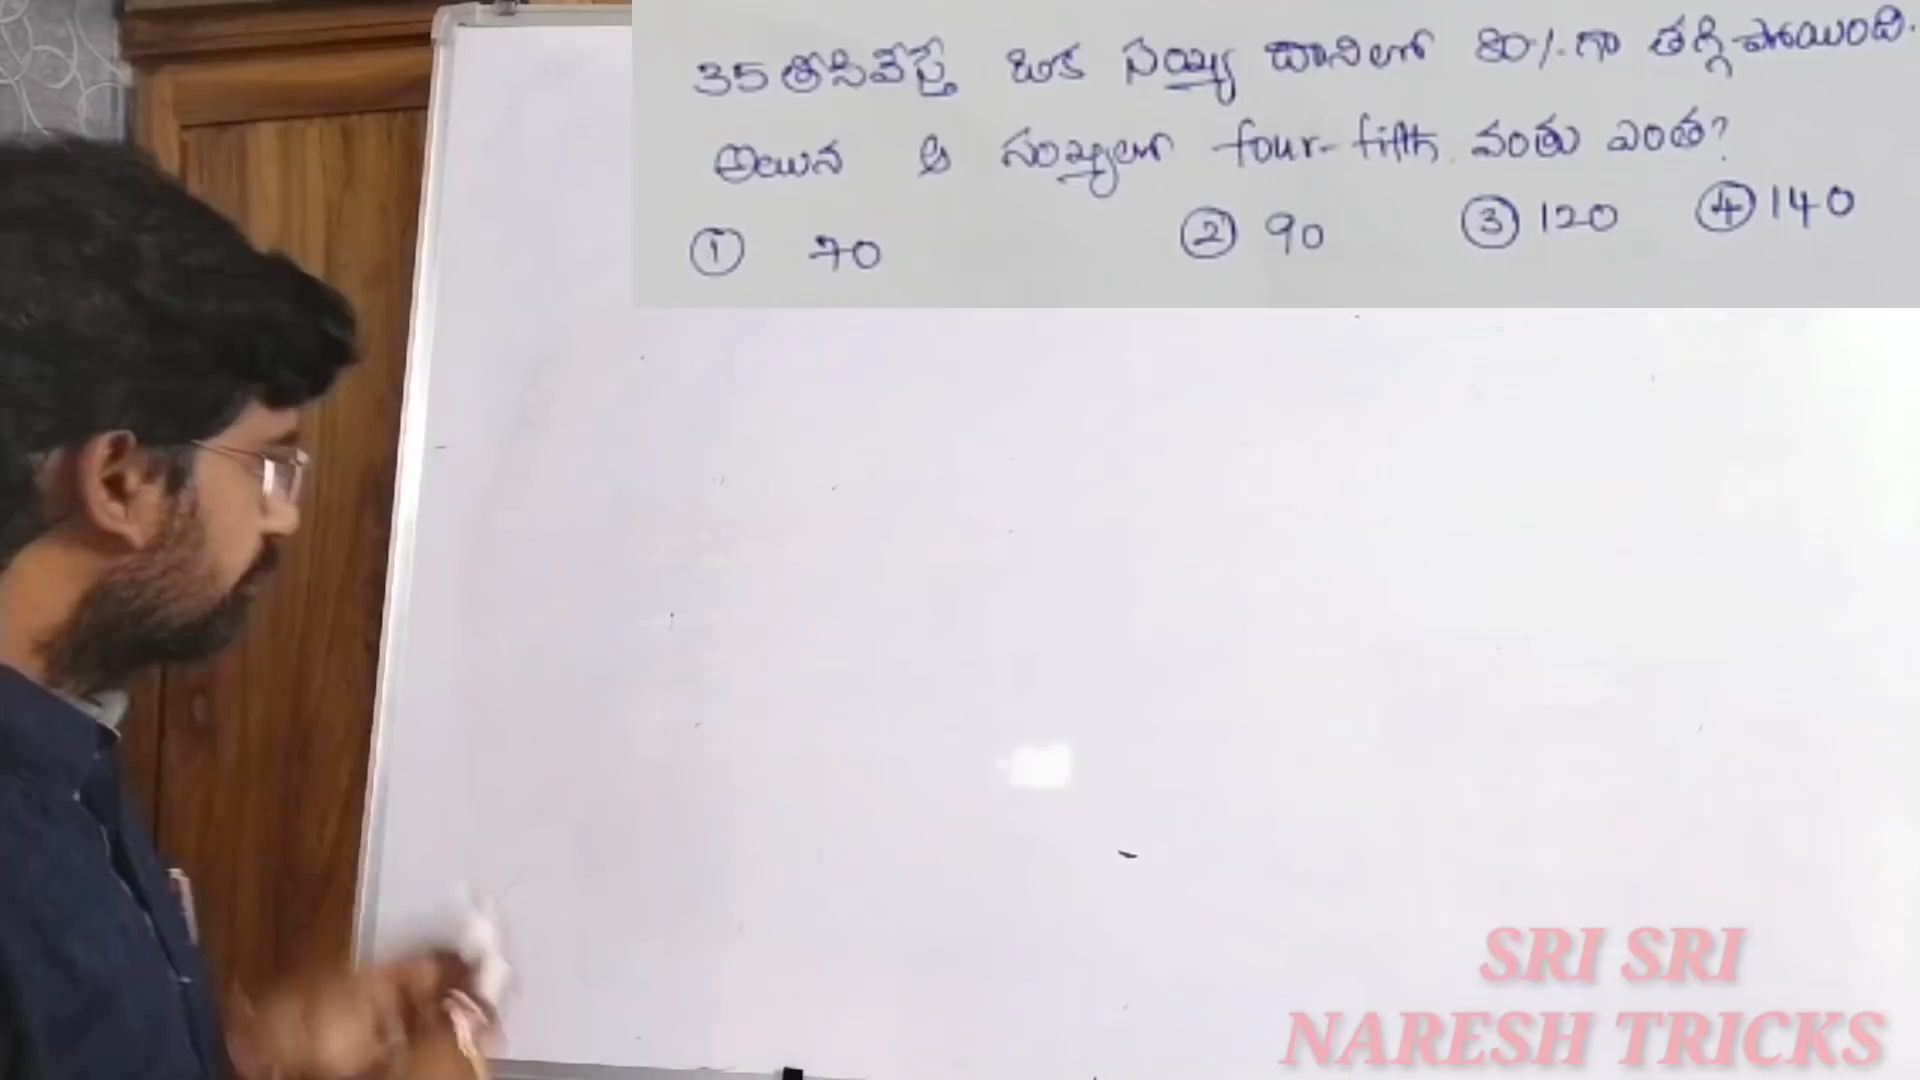 35 తీసివేస్తే ఒక సంఖ్య దానిలో 80%గా తగ్గిపోయింది.
అయిన ఆ సంఖ్యలో four-fifth వంతు ఎంత?
① 70 ② 90 ③ 120 ④ 140
SRI SRI
NARESH TRICKS